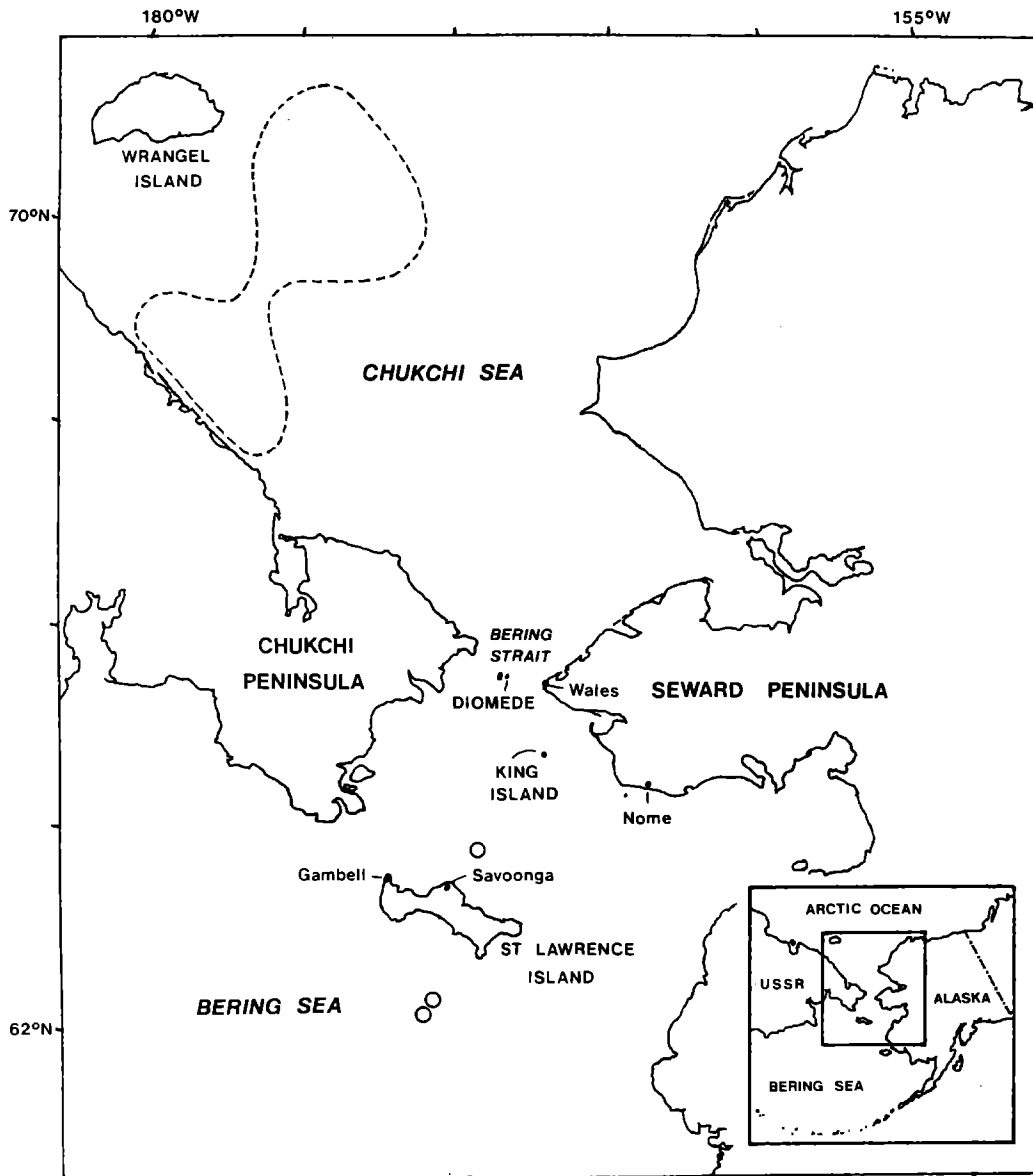 180°W
155°W
WRANGEL
ISLAND
70°N
CHUKCHI SEA
BERING
STRAIT
CHUKCHI
PENINSULA
DIOMEDE
Wales
SEWARD PENINSULA
KING
ISLAND
Nome
Gambell
Savoonga
ST LAWRENCE
ISLAND
BERING SEA
62°N
ARCTIC OCEAN
USSR
ALASKA
BERING SEA